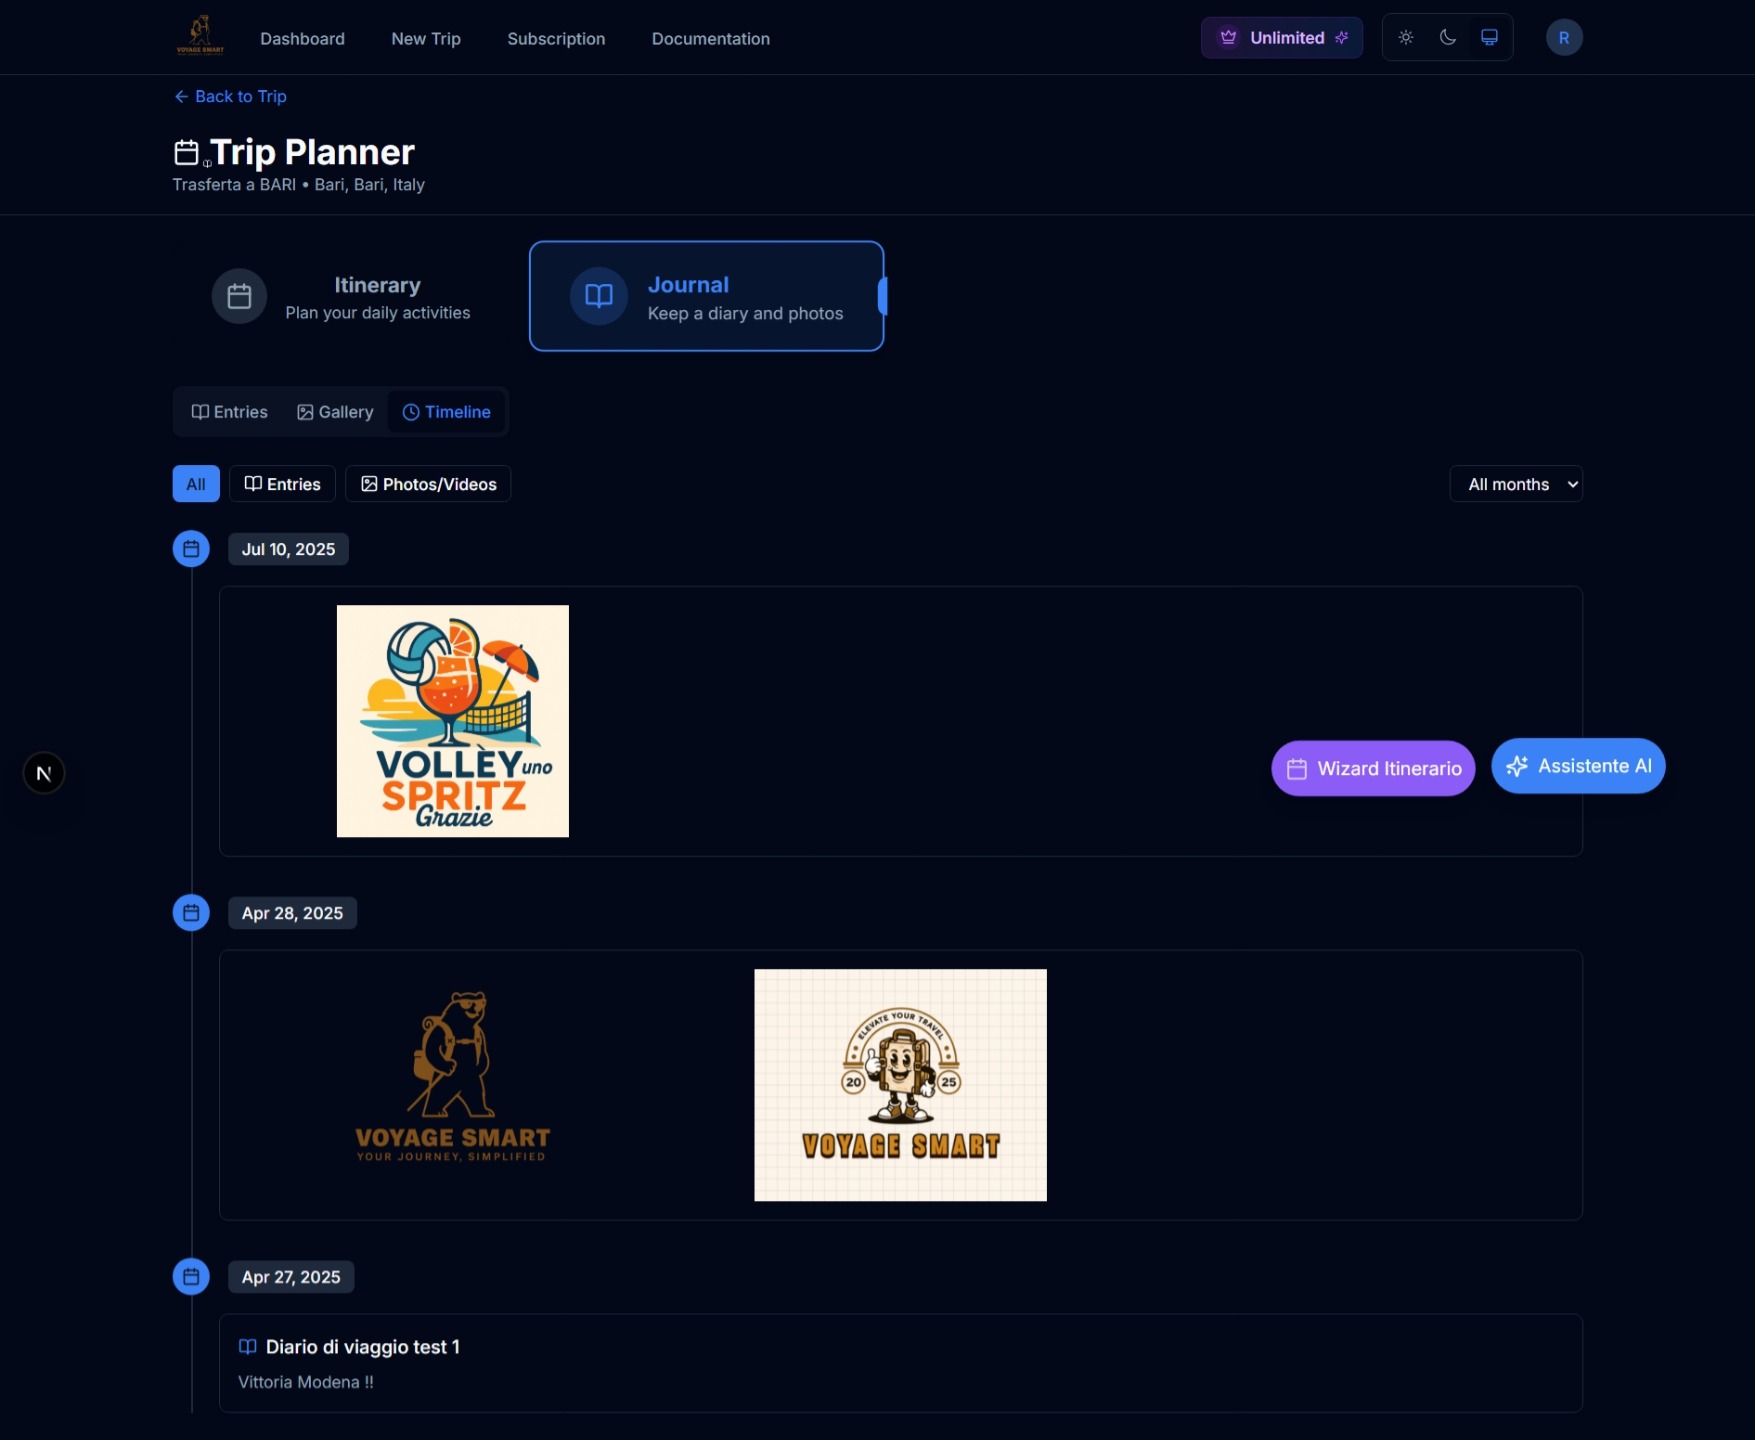 VOYAGE SMART
Dashboard
New Trip
Subscription
Documentation
Unlimited
R
Back to Trip
Trip Planner
Trasferta a BARI • Bari, Bari, Italy
Itinerary
Plan your daily activities
Journal
Keep a diary and photos
Entries
Gallery
Timeline
All
Entries
Photos/Videos
All months
Jul 10, 2025
VOLLÈY uno
SPRITZ
Grazie
N
Wizard Itinerario
Assistente AI
Apr 28, 2025
VOYAGE SMART
YOUR JOURNEY, SIMPLIFIED
ELEVATE YOUR TRAVEL
20 25
VOYAGE SMART
Apr 27, 2025
Diario di viaggio test 1
Vittoria Modena !!